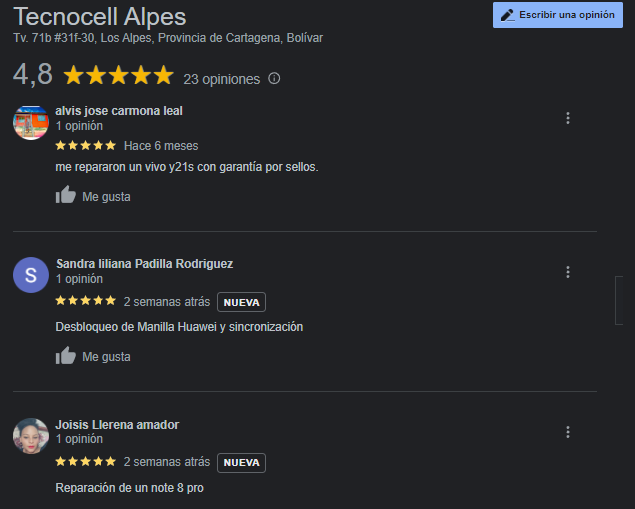 Tecnocell Alpes
Escribir una opinión
Tv. 71b #31f-30, Los Alpes, Provincia de Cartagena, Bolívar
4,8 23 opiniones
alvis jose carmona leal
1 opinión
Hace 6 meses
me repararon un vivo y21s con garantía por sellos.
Me gusta
S
Sandra liliana Padilla Rodriguez
1 opinión
2 semanas atrás NUEVA
Desbloqueo de Manilla Huawei y sincronización
Me gusta
Joisis Llerena amador
1 opinión
2 semanas atrás NUEVA
Reparación de un note 8 pro